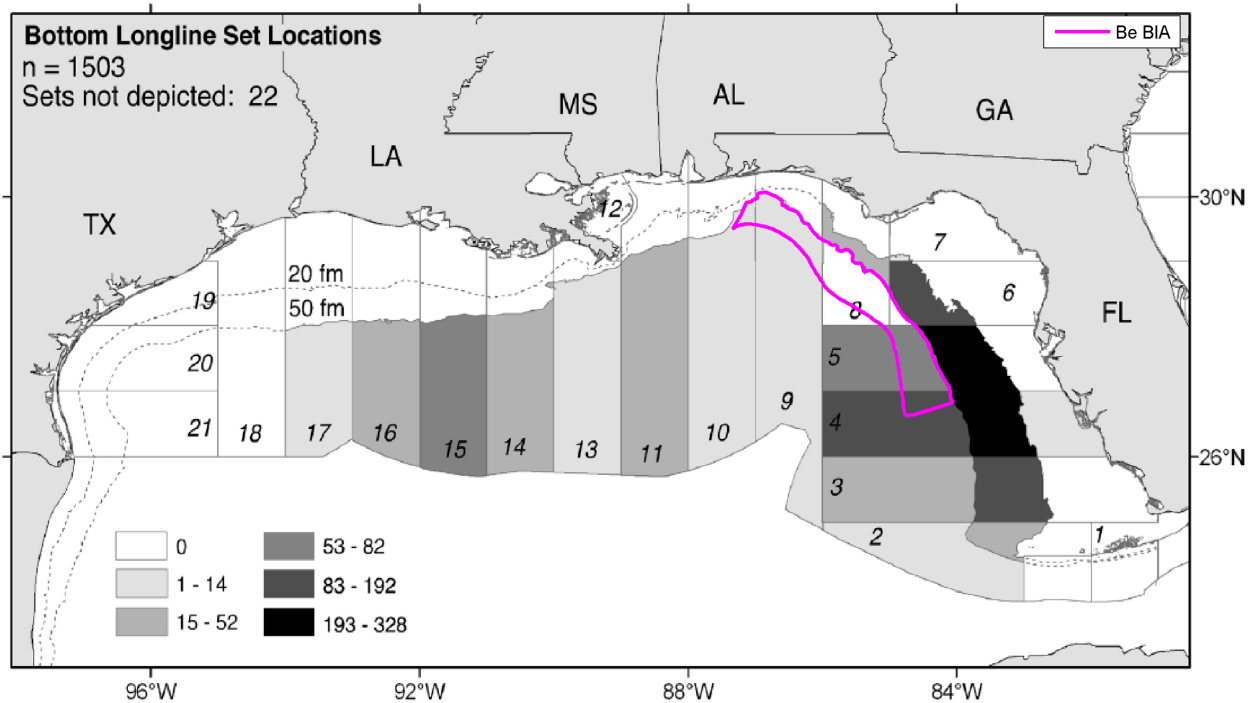 Bottom Longline Set Locations
n = 1503
Sets not depicted: 22
Be BIA
MS
AL
GA
LA
TX
FL
30°N
26°N
20 fm
50 fm
12
7
6
19
8
5
20
4
9
21
18
17
16
15
14
13
11
10
3
2
1
0
1 - 14
15 - 52
53 - 82
83 - 192
193 - 328
96°W
92°W
88°W
84°W